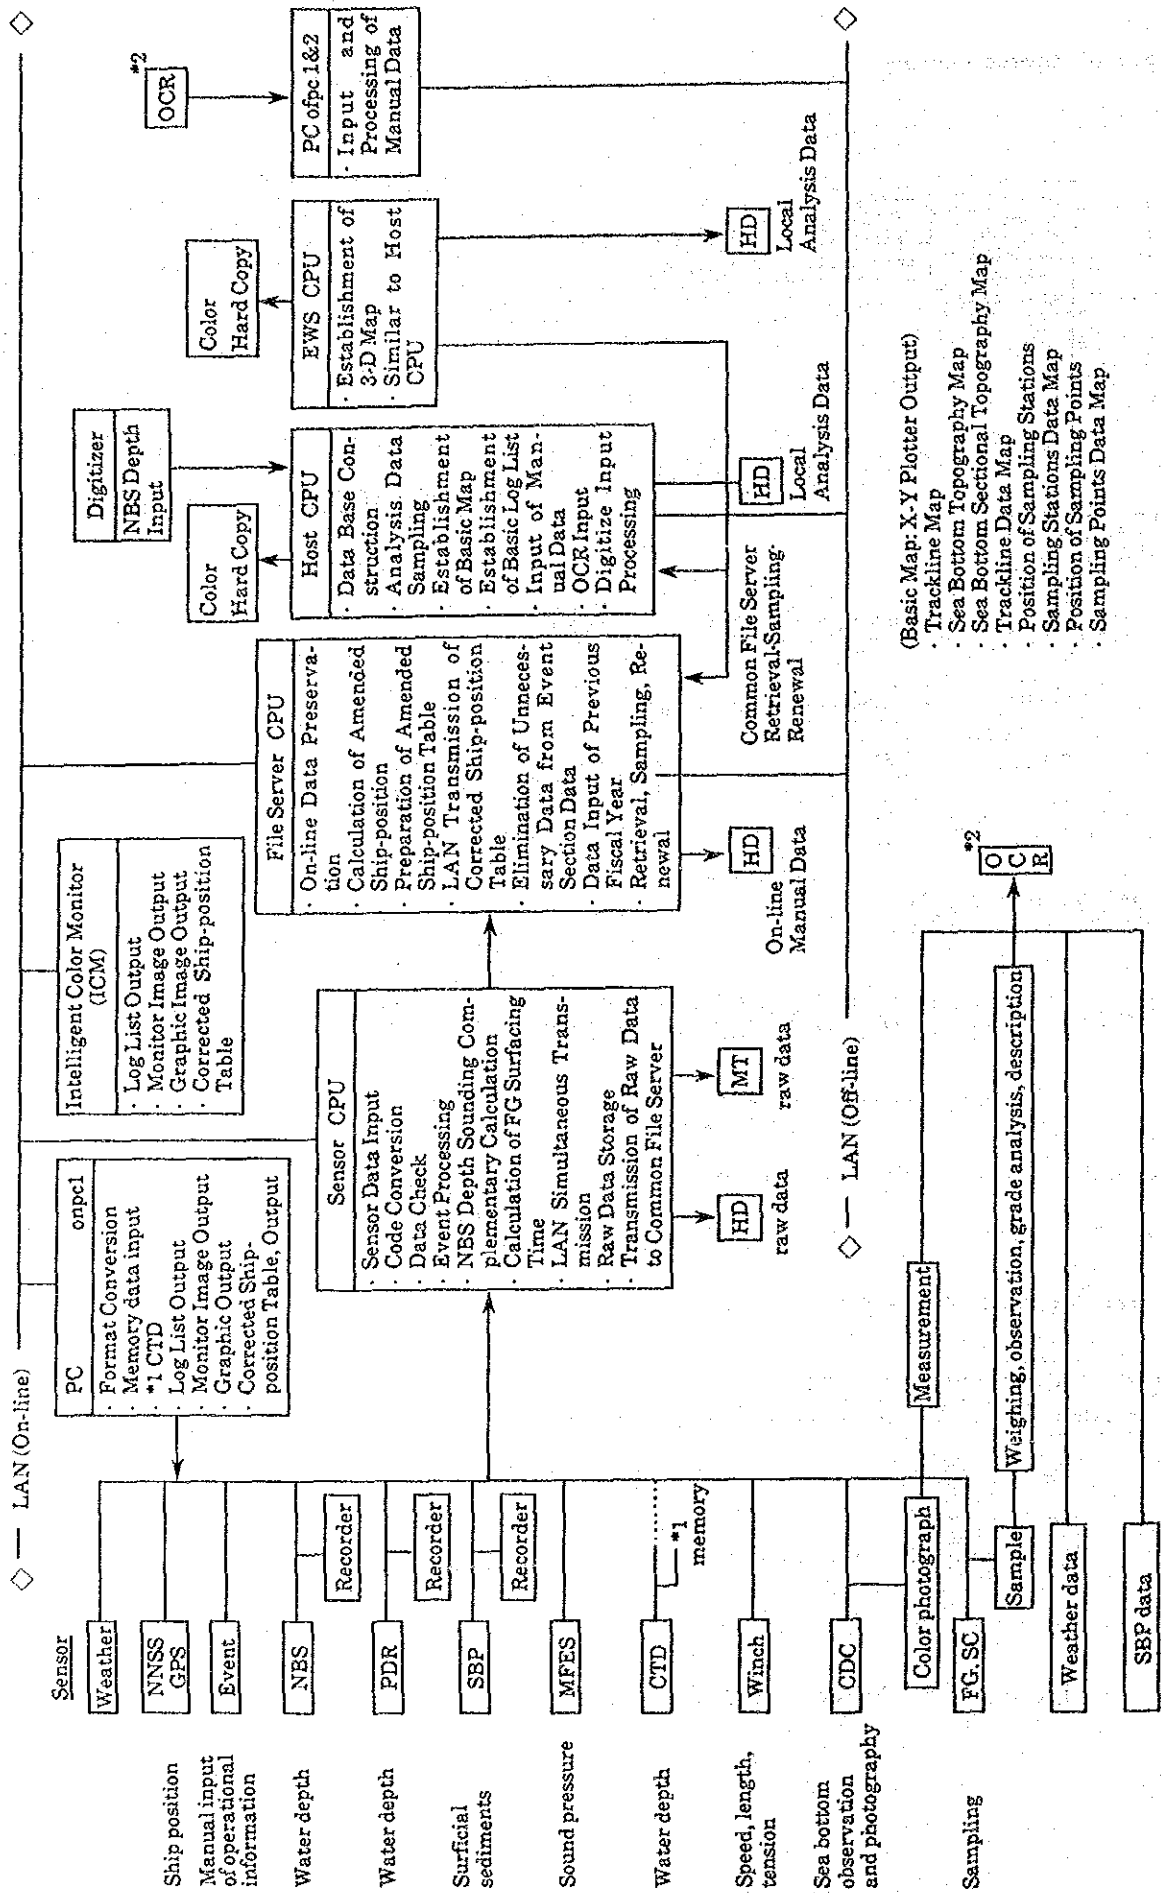 LAN (On-line)
Sensor
Weather
Ship position
NNSS
GPS
Manual input
of operational
information
Event
Water depth
NBS
Recorder
Water depth
PDR
Recorder
Surficial
sediments
SBP
Recorder
Sound pressure
MFES
Water depth
CTD
*1
memory
Speed, length,
tension
Winch
Sea bottom
observation
and photography
CDC
Color photograph
Measurement
Sampling
FG. SC
Sample
Weighing, observation, grade analysis, description
*2
O
C
R
Weather data
SBP data
PC onpc1
· Format Conversion
· Memory data input
· *1 CTD
· Log List Output
· Monitor Image Output
· Graphic Output
· Corrected Ship-
position Table, Output
Intelligent Color Monitor
(ICM)
· Log List Output
· Monitor Image Output
· Graphic Image Output
· Corrected Ship-position
Table
Sensor CPU
· Sensor Data Input
· Code Conversion
· Data Check
· Event Processing
· NBS Depth Sounding Com-
plementary Calculation
· Calculation of FG Surfacing
Time
· LAN Simultaneous Trans-
mission
· Raw Data Storage
· Transmission of Raw Data
to Common File Server
HD
raw data
MT
raw data
File Server CPU
· On-line Data Preserva-
tion
· Calculation of Amended
Ship-position
· Preparation of Amended
Ship-position Table
· LAN Transmission of
Corrected Ship-position
Table
· Elimination of Unneces-
sary Data from Event
Section Data
· Data Input of Previous
Fiscal Year
· Retrieval, Sampling, Re-
newal
HD
On-line
Manual Data
Common File Server
Retrieval-Sampling-
Renewal
Digitizer
NBS Depth
Input
Color
Hard Copy
Host CPU
· Data Base Con-
struction
· Analysis Data
Sampling
· Establishment
of Basic Map
· Establishment
of Basic Log List
· Input of Man-
ual Data
· OCR Input
· Digitize Input
Processing
HD
Local
Analysis Data
Color
Hard Copy
EWS CPU
· Establishment of
3-D Map
· Similar to Host
CPU
HD
Local
Analysis Data
OCR
*2
PC ofpc 1&2
· Input and
Processing of
Manual Data
LAN (Off-line)
(Basic Map: X-Y Plotter Output)
· Trackline Map
· Sea Bottom Topography Map
· Sea Bottom Sectional Topography Map
· Trackline Data Map
· Position of Sampling Stations
· Sampling Stations Data Map
· Position of Sampling Points
· Sampling Points Data Map